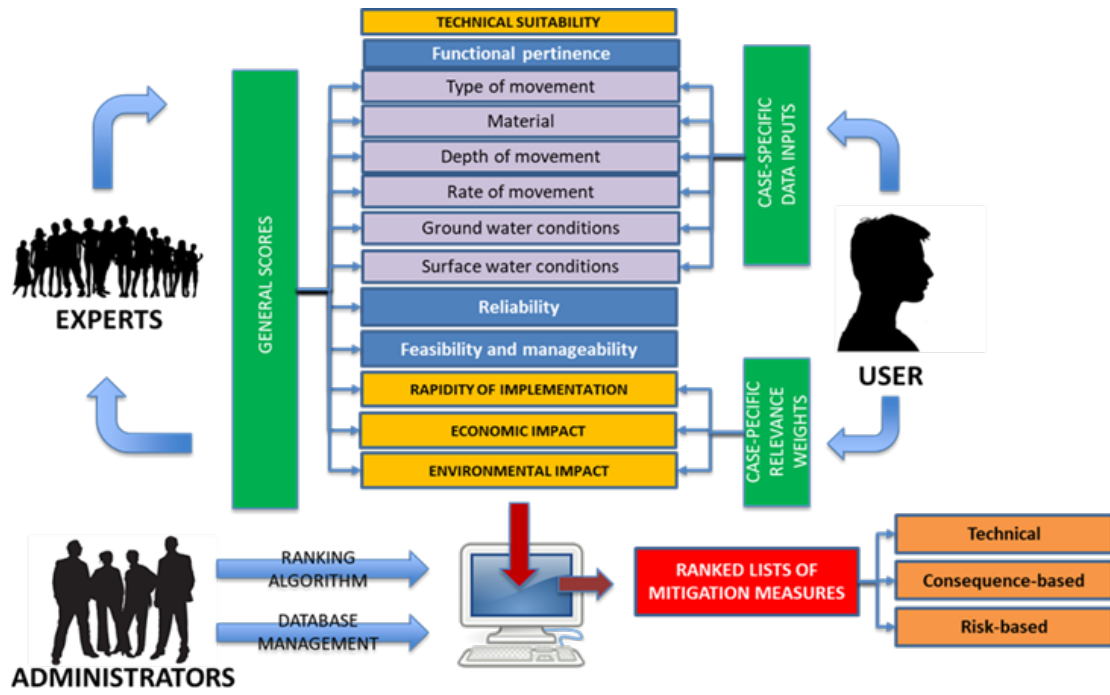 TECHNICAL SUITABILITY
Functional pertinence
Type of movement
Material
Depth of movement
Rate of movement
Ground water conditions
Surface water conditions
Reliability
Feasibility and manageability
RAPIDITY OF IMPLEMENTATION
ECONOMIC IMPACT
ENVIRONMENTAL IMPACT
GENERAL SCORES
EXPERTS
CASE-SPECIFIC
DATA INPUTS
USER
CASE-PECIFIC
RELEVANCE
WEIGHTS
ADMINISTRATORS
RANKING
ALGORITHM
DATABASE
MANAGEMENT
RANKED LISTS OF
MITIGATION MEASURES
Technical
Consequence-based
Risk-based